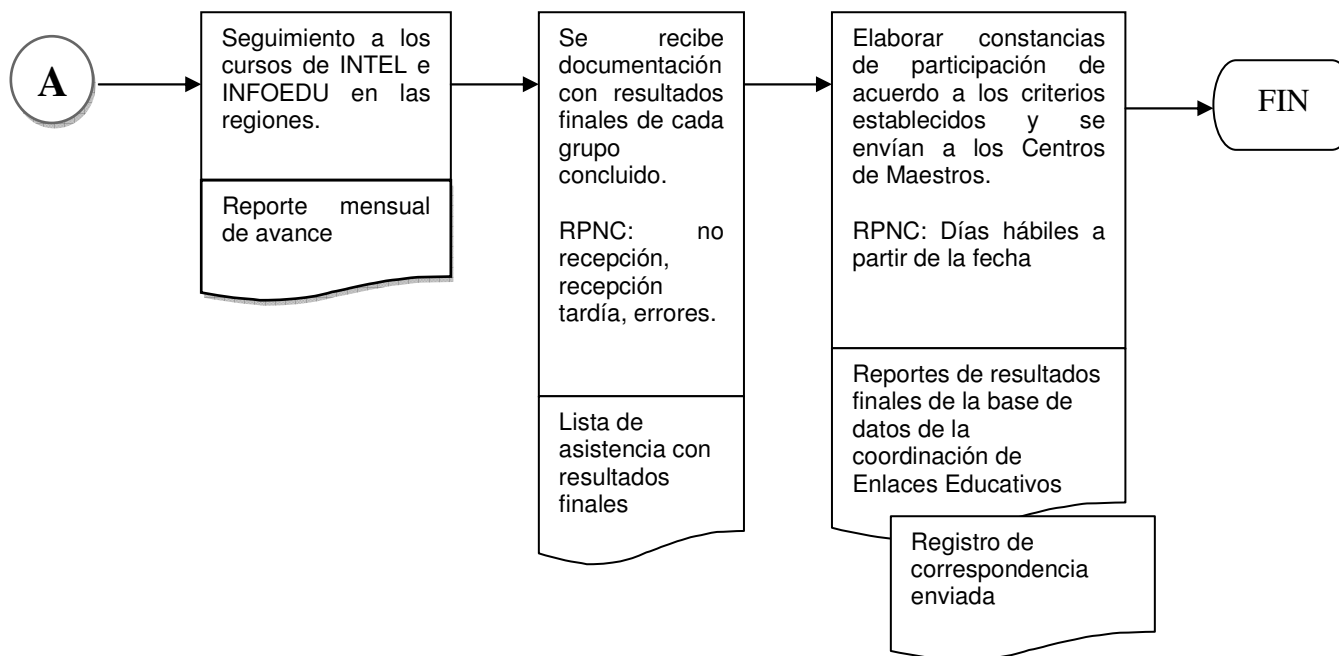 A
Seguimiento a los
cursos de INTEL e
INFOEDU en las
regiones.
Reporte mensual
de avance
Se recibe
documentación
con resultados
finales de cada
grupo
concluido.
RPNC: no
recepción,
recepción
tardía, errores.
Lista de
asistencia con
resultados
finales
Elaborar constancias
de participación de
acuerdo a los criterios
establecidos y se
envían a los Centros
de Maestros.
RPNC: Días hábiles a
partir de la fecha
Reportes de resultados
finales de la base de
datos de la
coordinación de
Enlaces Educativos
Registro de
correspondencia
enviada
FIN